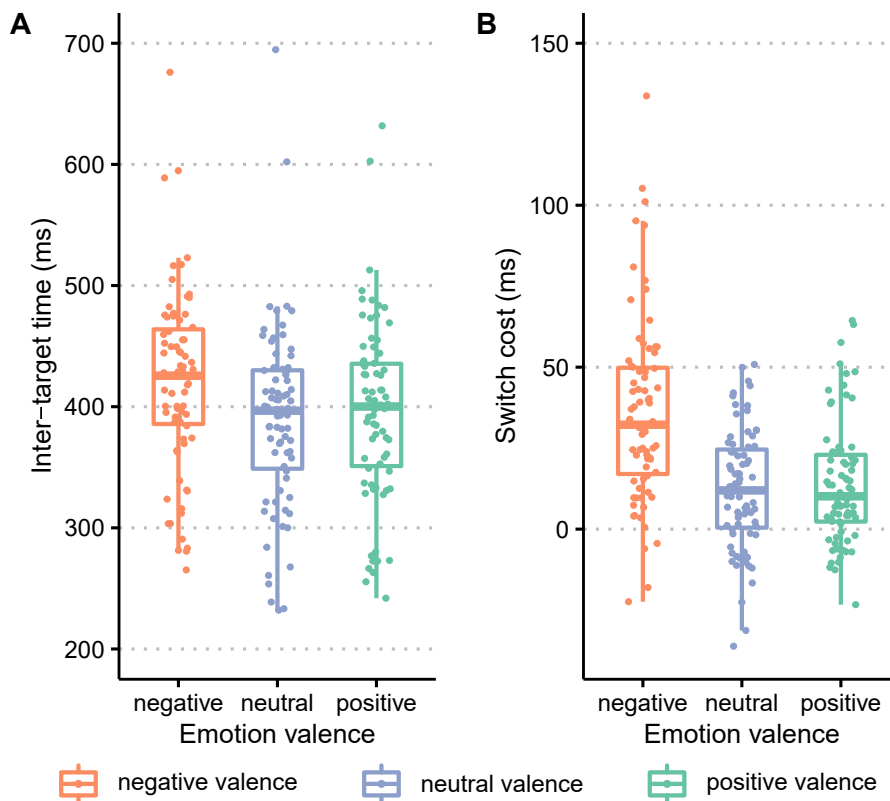 A
Inter−target time (ms)
700
600
500
400
300
200
negative neutral positive
Emotion valence
B
Switch cost (ms)
150
100
50
0
negative neutral positive
Emotion valence
negative valence neutral valence positive valence